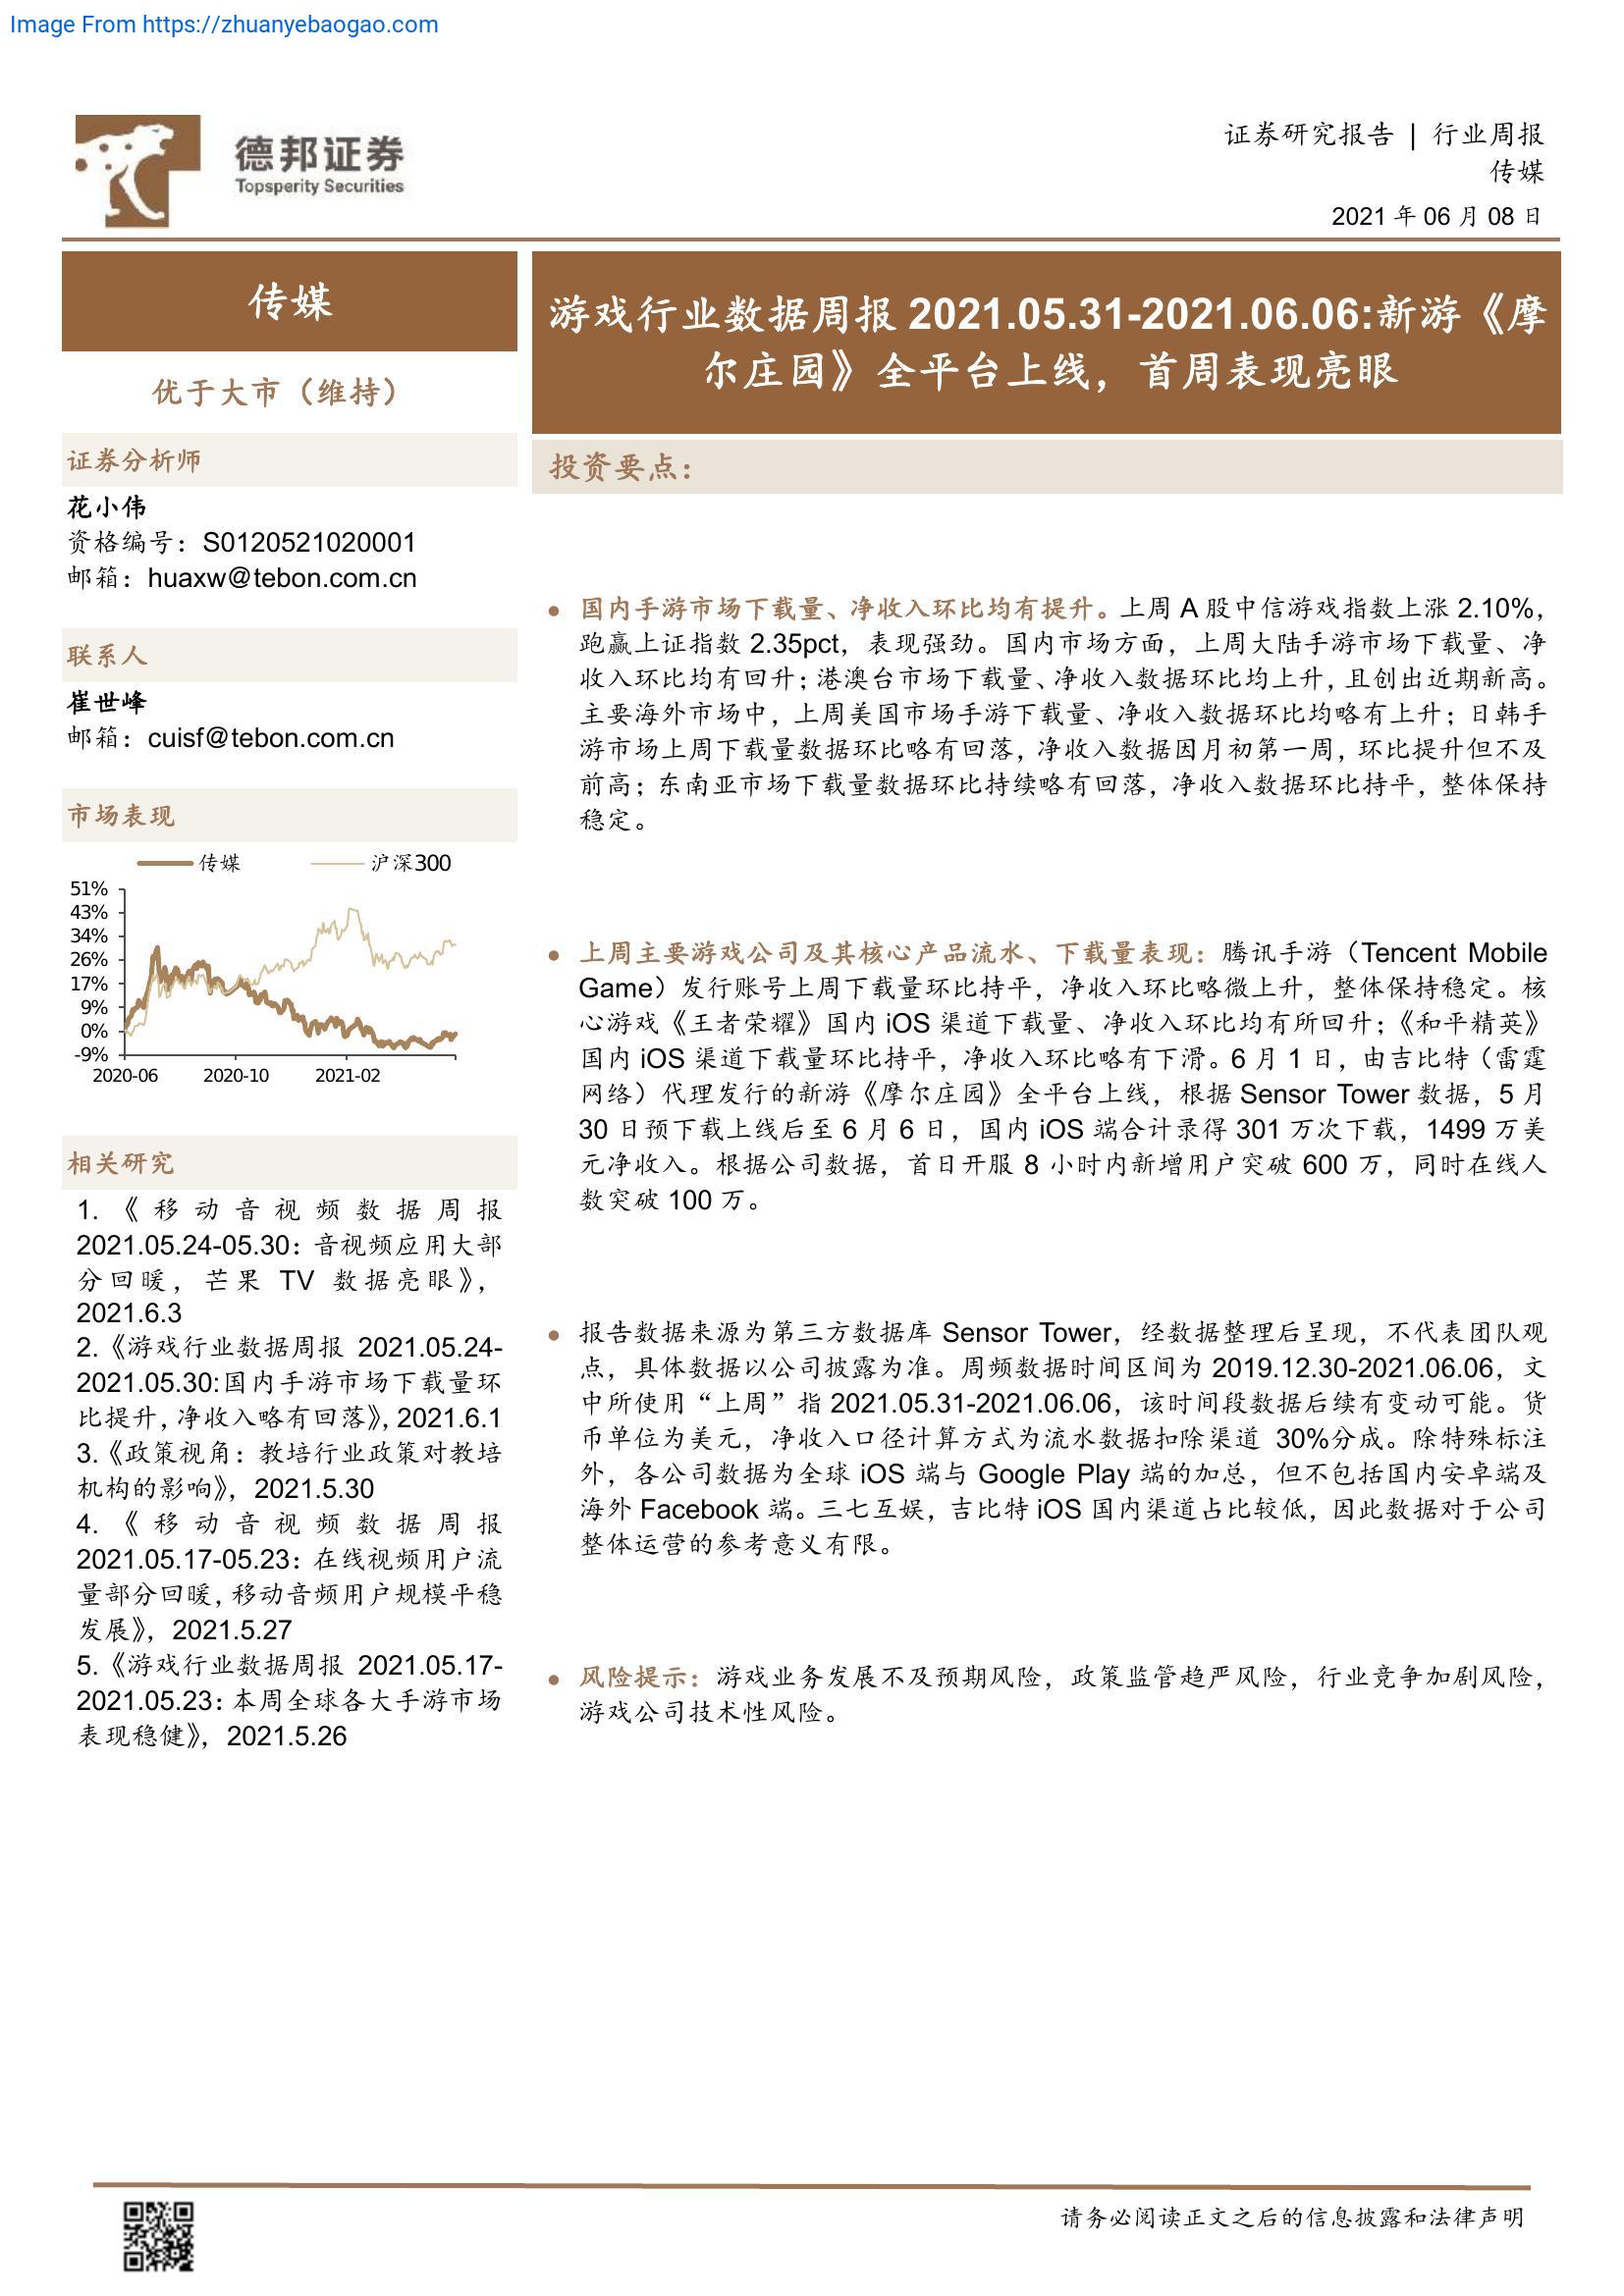 Image From https://zhuanyebaogao.com
德邦证券
Topsperity Securities
证券研究报告 | 行业周报
传媒
2021 年 06 月 08 日
传媒
优于大市（维持）
证券分析师
花小伟
资格编号：S0120521020001
邮箱：huaxw@tebon.com.cn
联系人
崔世峰
邮箱：cuisf@tebon.com.cn
市场表现
传媒 沪深300
51%
43%
34%
26%
17%
9%
0%
-9%
2020-06 2020-10 2021-02
相关研究
1.《移动音视频数据周报
2021.05.24-05.30：音视频应用大部
分回暖，芒果 TV 数据亮眼》，
2021.6.3
2.《游戏行业数据周报 2021.05.24-
2021.05.30:国内手游市场下载量环
比提升，净收入略有回落》，2021.6.1
3.《政策视角：教培行业政策对教培
机构的影响》，2021.5.30
4.《移动音视频数据周报
2021.05.17-05.23：在线视频用户流
量部分回暖，移动音频用户规模平稳
发展》，2021.5.27
5.《游戏行业数据周报 2021.05.17-
2021.05.23：本周全球各大手游市场
表现稳健》，2021.5.26
游戏行业数据周报 2021.05.31-2021.06.06:新游《摩
尔庄园》全平台上线，首周表现亮眼
投资要点：
● 国内手游市场下载量、净收入环比均有提升。上周 A 股中信游戏指数上涨 2.10%，
跑赢上证指数 2.35pct，表现强劲。国内市场方面，上周大陆手游市场下载量、净
收入环比均有回升；港澳台市场下载量、净收入数据环比均上升，且创出近期新高。
主要海外市场中，上周美国市场手游下载量、净收入数据环比均略有上升；日韩手
游市场上周下载量数据环比略有回落，净收入数据因月初第一周，环比提升但不及
前高；东南亚市场下载量数据环比持续略有回落，净收入数据环比持平，整体保持
稳定。
● 上周主要游戏公司及其核心产品流水、下载量表现：腾讯手游（Tencent Mobile
Game）发行账号上周下载量环比持平，净收入环比略微上升，整体保持稳定。核
心游戏《王者荣耀》国内 iOS 渠道下载量、净收入环比均有所回升；《和平精英》
国内 iOS 渠道下载量环比持平，净收入环比略有下滑。6 月 1 日，由吉比特（雷霆
网络）代理发行的新游《摩尔庄园》全平台上线，根据 Sensor Tower 数据，5 月
30 日预下载上线后至 6 月 6 日，国内 iOS 端合计录得 301 万次下载，1499 万美
元净收入。根据公司数据，首日开服 8 小时内新增用户突破 600 万，同时在线人
数突破 100 万。
● 报告数据来源为第三方数据库 Sensor Tower，经数据整理后呈现，不代表团队观
点，具体数据以公司披露为准。周频数据时间区间为 2019.12.30-2021.06.06，文
中所使用“上周”指 2021.05.31-2021.06.06，该时间段数据后续有变动可能。货
币单位为美元，净收入口径计算方式为流水数据扣除渠道 30%分成。除特殊标注
外，各公司数据为全球 iOS 端与 Google Play 端的加总，但不包括国内安卓端及
海外 Facebook 端。三七互娱，吉比特 iOS 国内渠道占比较低，因此数据对于公司
整体运营的参考意义有限。
● 风险提示：游戏业务发展不及预期风险，政策监管趋严风险，行业竞争加剧风险，
游戏公司技术性风险。
请务必阅读正文之后的信息披露和法律声明